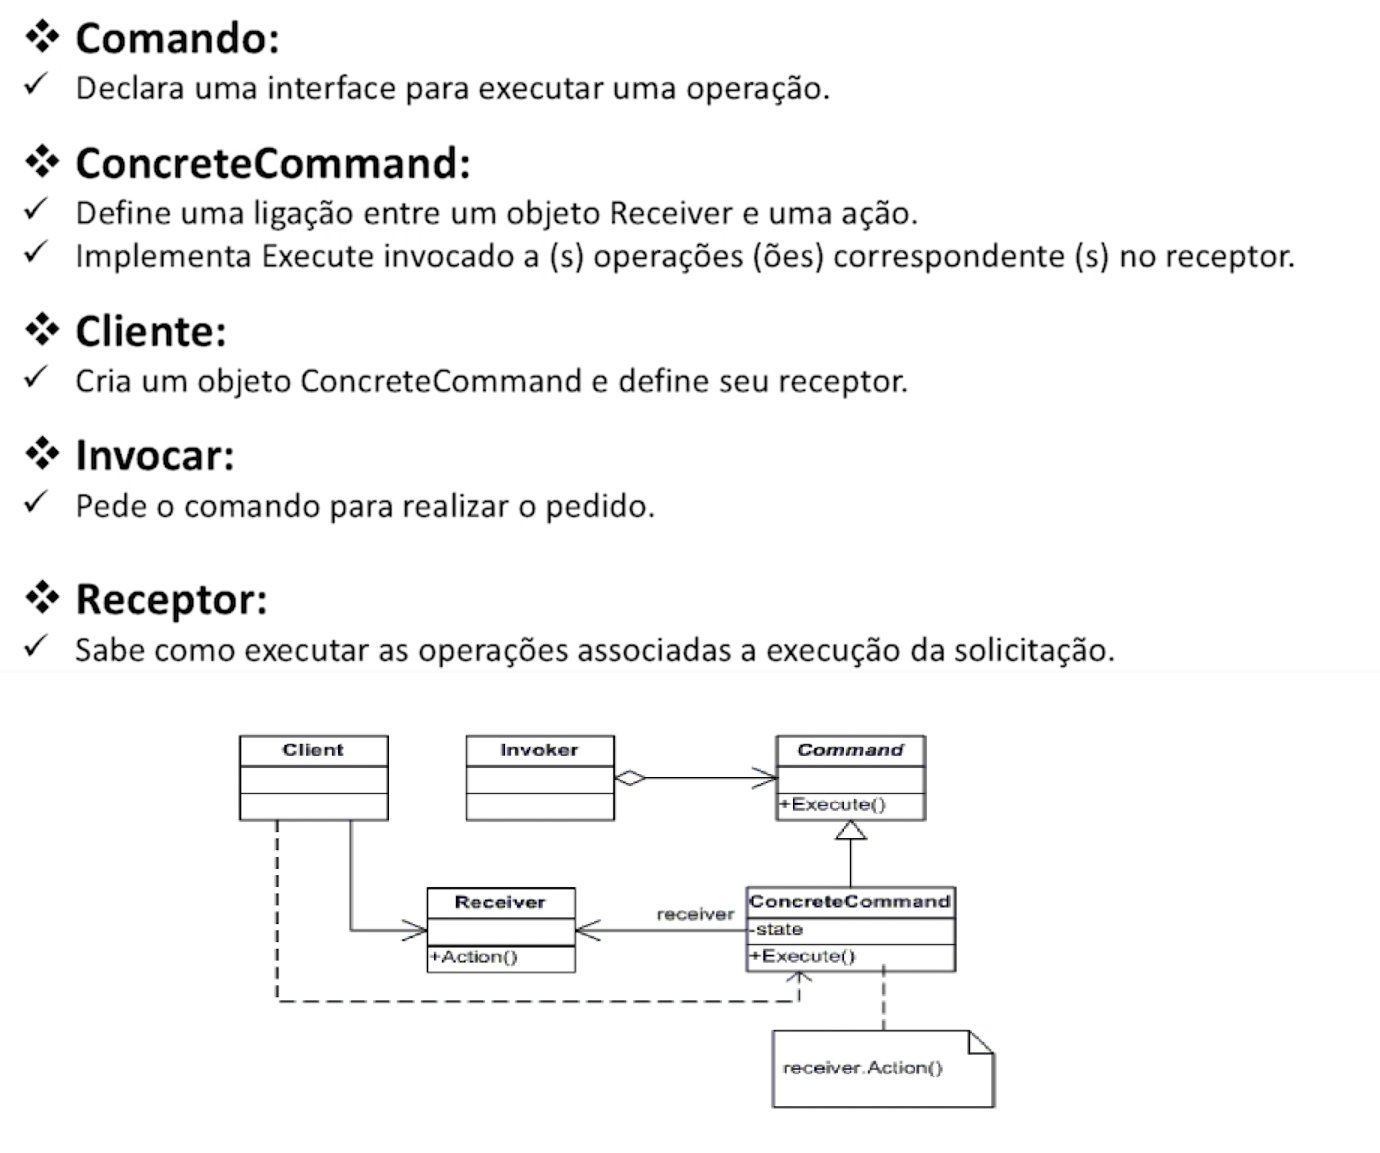 ❖ Comando:
✓ Declara uma interface para executar uma operação.
❖ ConcreteCommand:
✓ Define uma ligação entre um objeto Receiver e uma ação.
✓ Implementa Execute invocado a (s) operações (ões) correspondente (s) no receptor.
❖ Cliente:
✓ Cria um objeto ConcreteCommand e define seu receptor.
❖ Invocar:
✓ Pede o comando para realizar o pedido.
❖ Receptor:
✓ Sabe como executar as operações associadas a execução da solicitação.
Client
Invoker
Command
+Execute()
Receiver
+Action()
receiver
ConcreteCommand
-state
+Execute()
receiver.Action()